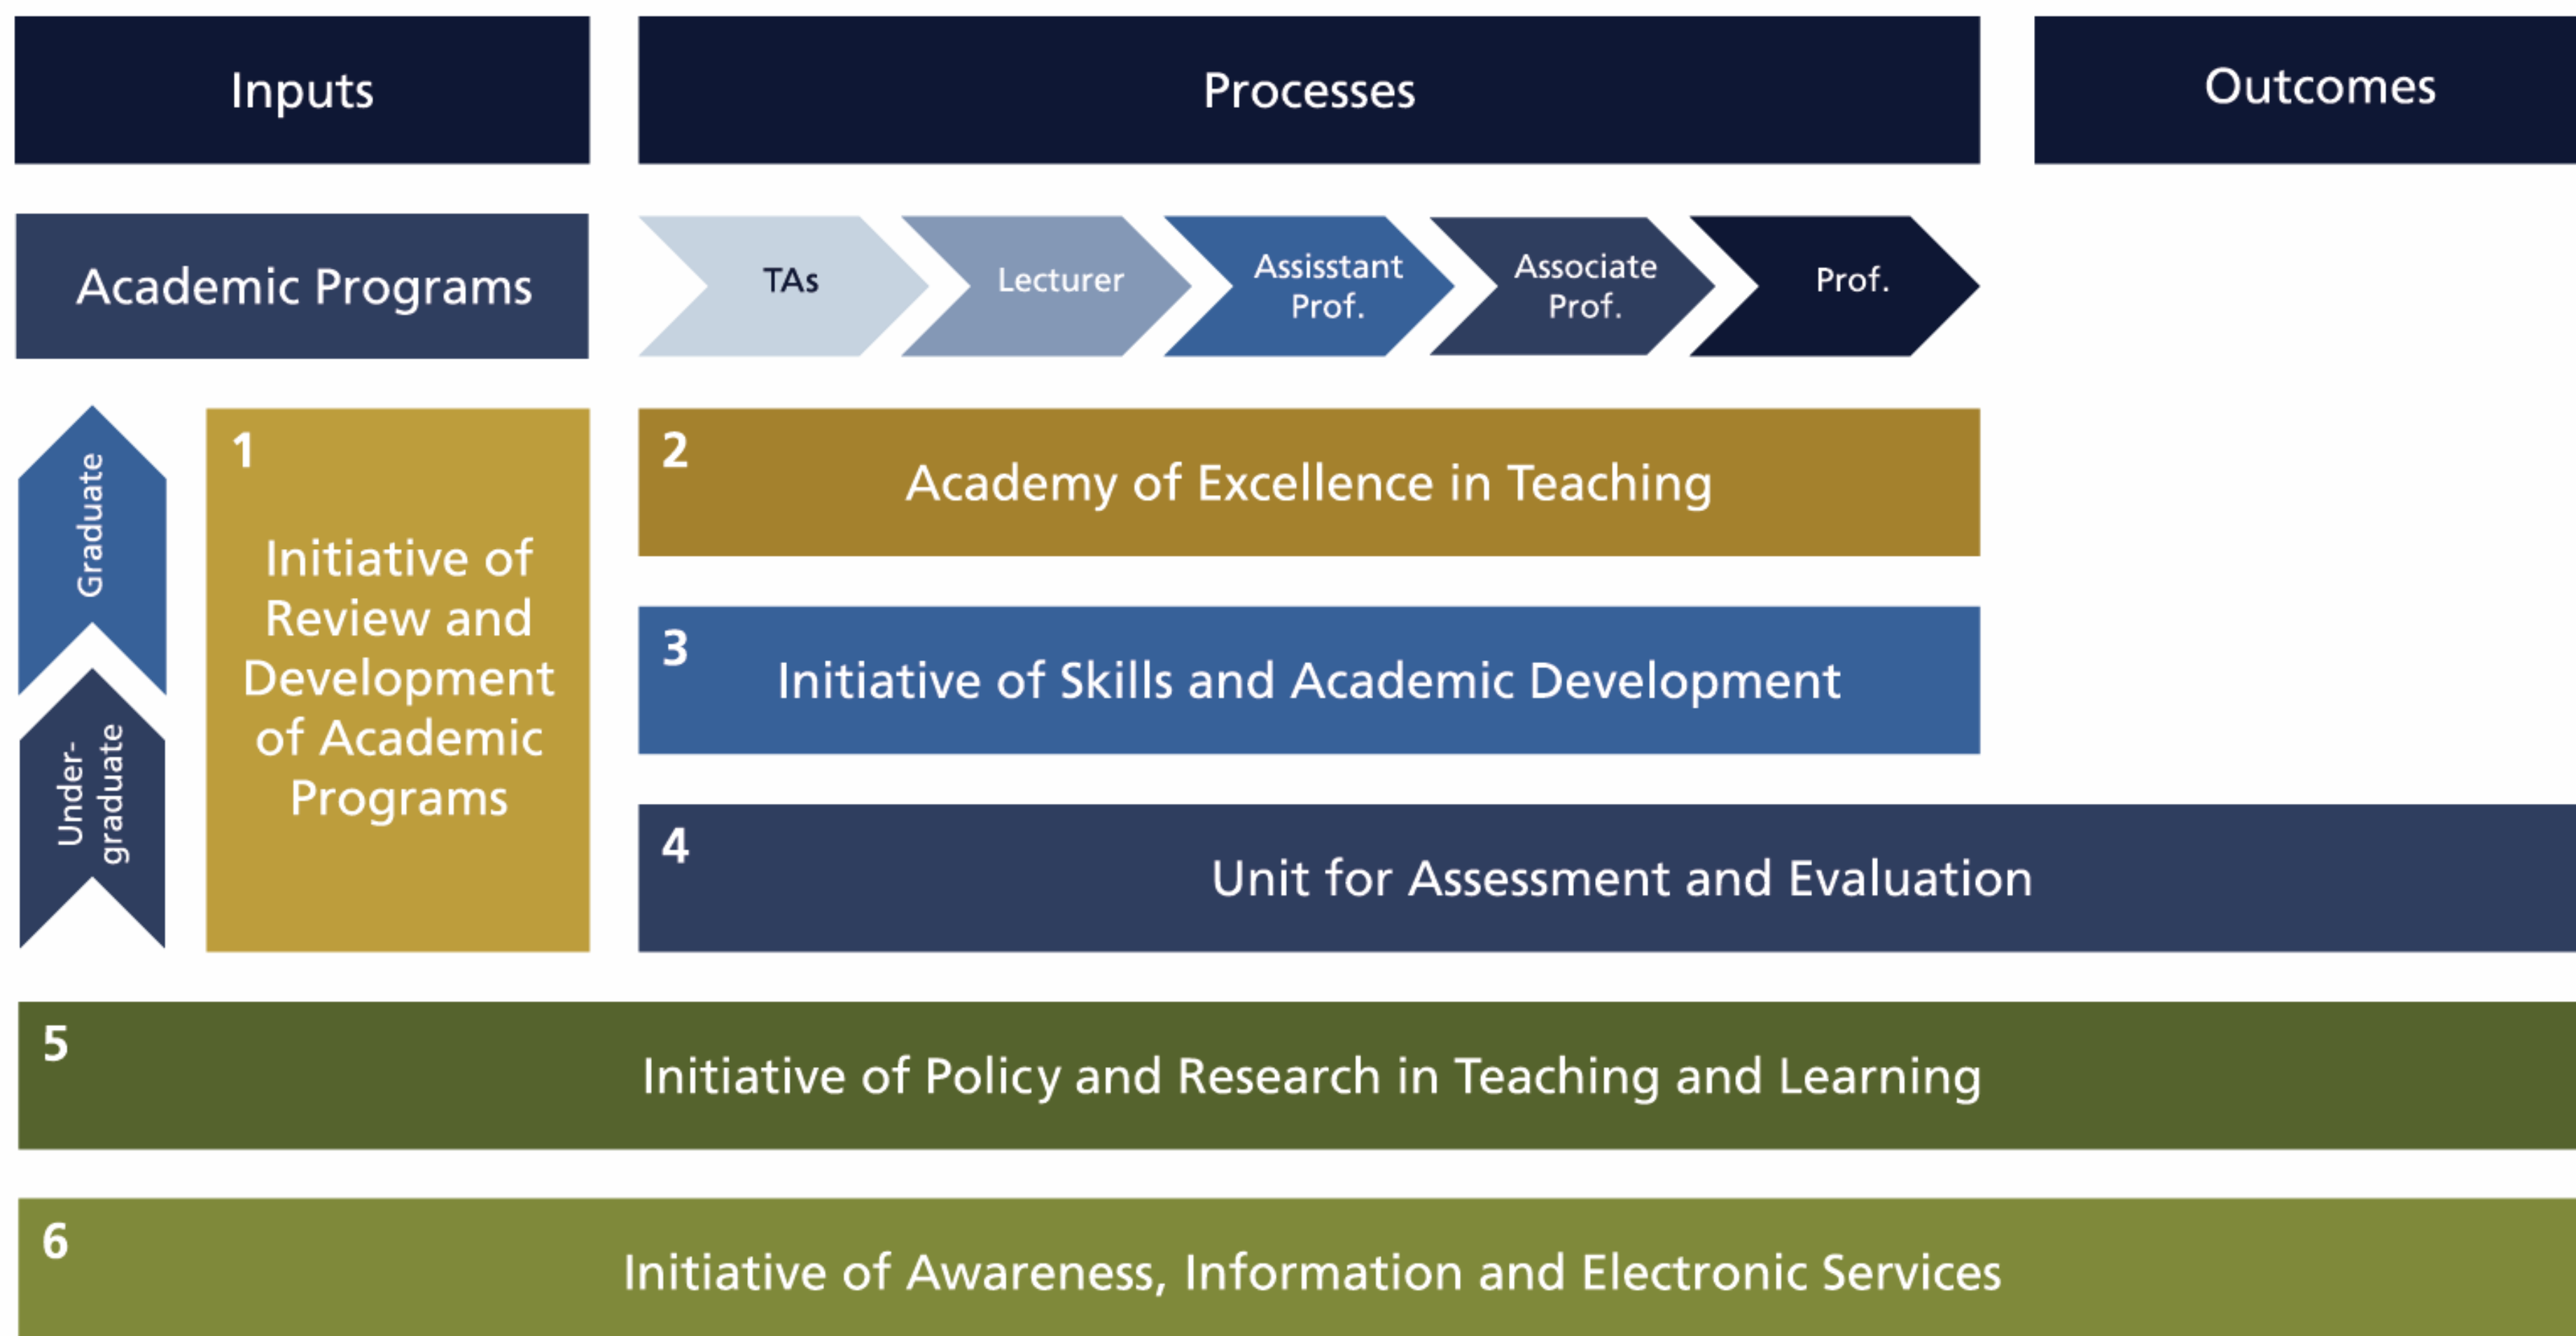 Inputs
Processes
Outcomes
Academic Programs
TAs
Lecturer
Assisstant
Prof.
Associate
Prof.
Prof.
Graduate
Under-
graduate
1
Initiative of
Review and
Development
of Academic
Programs
2
Academy of Excellence in Teaching
3
Initiative of Skills and Academic Development
4
Unit for Assessment and Evaluation
5
Initiative of Policy and Research in Teaching and Learning
6
Initiative of Awareness, Information and Electronic Services